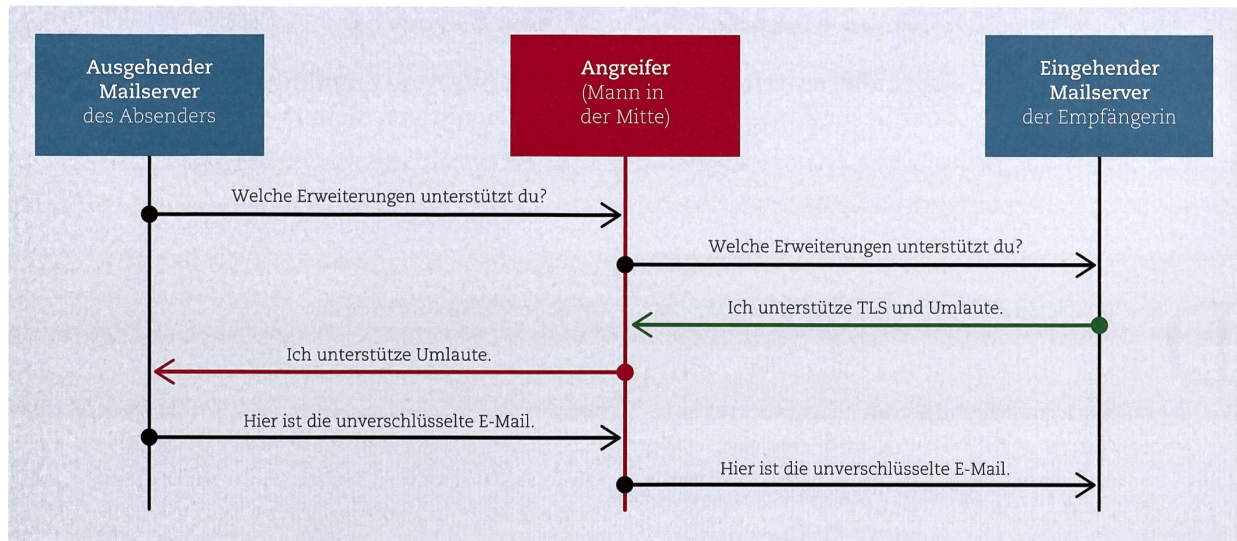 Ausgehender
Mailserver
des Absenders
Angreifer
(Mann in
der Mitte)
Eingehender
Mailserver
der Empfängerin
Welche Erweiterungen unterstützt du?
Welche Erweiterungen unterstützt du?
Ich unterstütze TLS und Umlaute.
Ich unterstütze Umlaute.
Hier ist die unverschlüsselte E-Mail.
Hier ist die unverschlüsselte E-Mail.